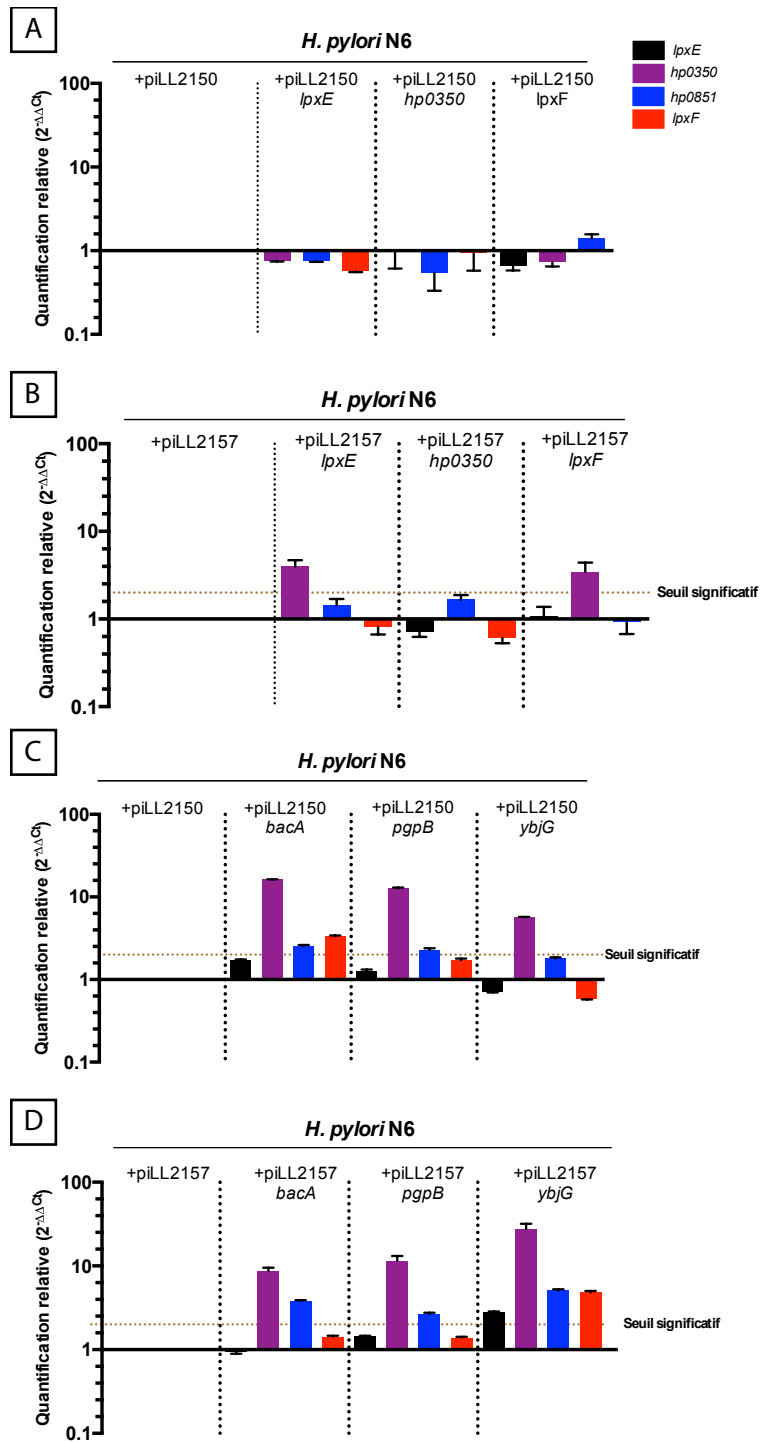 A
H. pylori N6
lpxE
hp0350
hp0851
lpxF
+piLL2150 +piLL2150 +piLL2150 +piLL2150
lpxE hp0350 lpxF
Quantification relative (2-ΔΔCt)
100
10
1
0.1
B
H. pylori N6
+piLL2157 +piLL2157 +piLL2157 +piLL2157
lpxE hp0350 lpxF
Quantification relative (2-ΔΔCt)
100
10
1
0.1
Seuil significatif
C
H. pylori N6
+piLL2150 +piLL2150 +piLL2150 +piLL2150
bacA pgpB ybjG
Quantification relative (2-ΔΔCt)
100
10
1
0.1
Seuil significatif
D
H. pylori N6
+piLL2157 +piLL2157 +piLL2157 +piLL2157
bacA pgpB ybjG
Quantification relative (2-ΔΔCt)
100
10
1
0.1
Seuil significatif